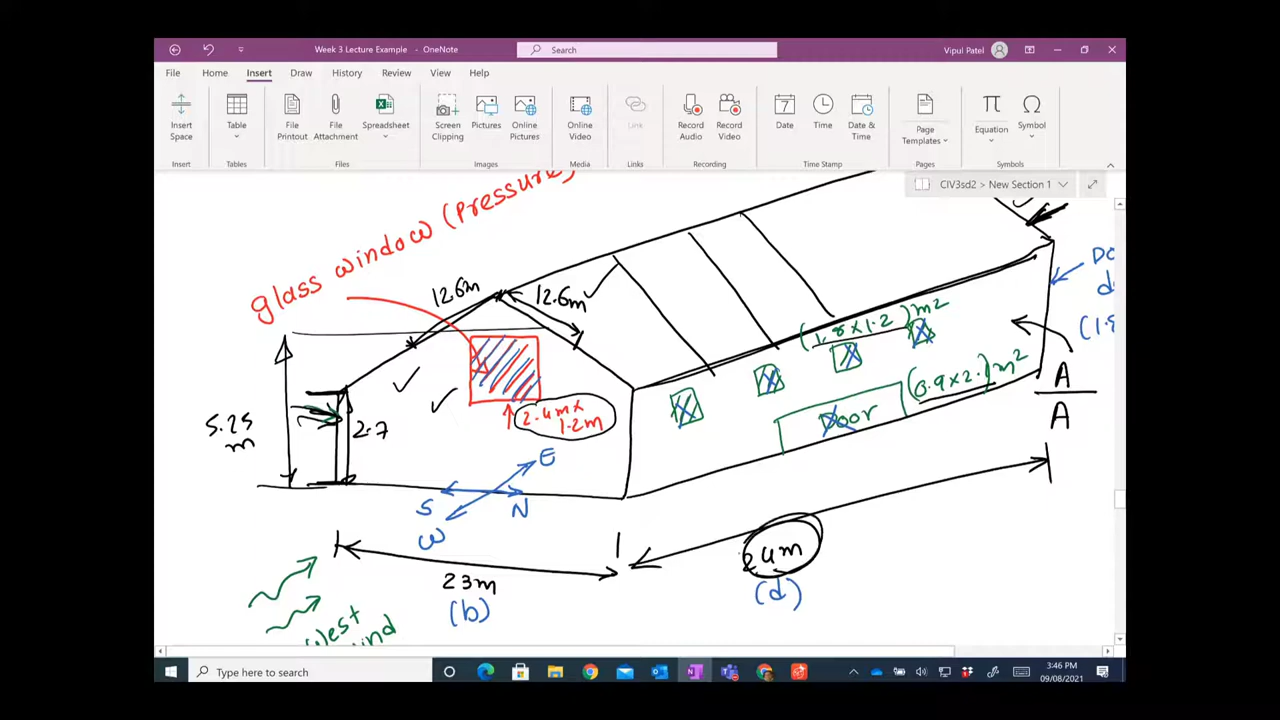 Week 3 Lecture Example - OneNote
Search
Vipul Patel
File
Home
Insert
Draw
History
Review
View
Help
Insert Space
Table
File Printout
File Attachment
Spreadsheet
Screen Clipping
Pictures
Online Pictures
Online Video
Link
Record Audio
Record Video
Date
Time
Date & Time
Page Templates
Equation
Symbol
Insert
Tables
Files
Images
Media
Links
Recording
Time Stamp
Pages
Symbols
CIV3sd2 > New Section 1
glass window (Pressure)
12.6m
12.6m
(1.8×1.2)m2
(0.9×2.1)m2
Door
5.25
m
2.7
2.4m×
1.2m
A
A
E
S
N
W
23m
(b)
24m
(d)
West
Type here to search
3:46 PM
09/08/2021